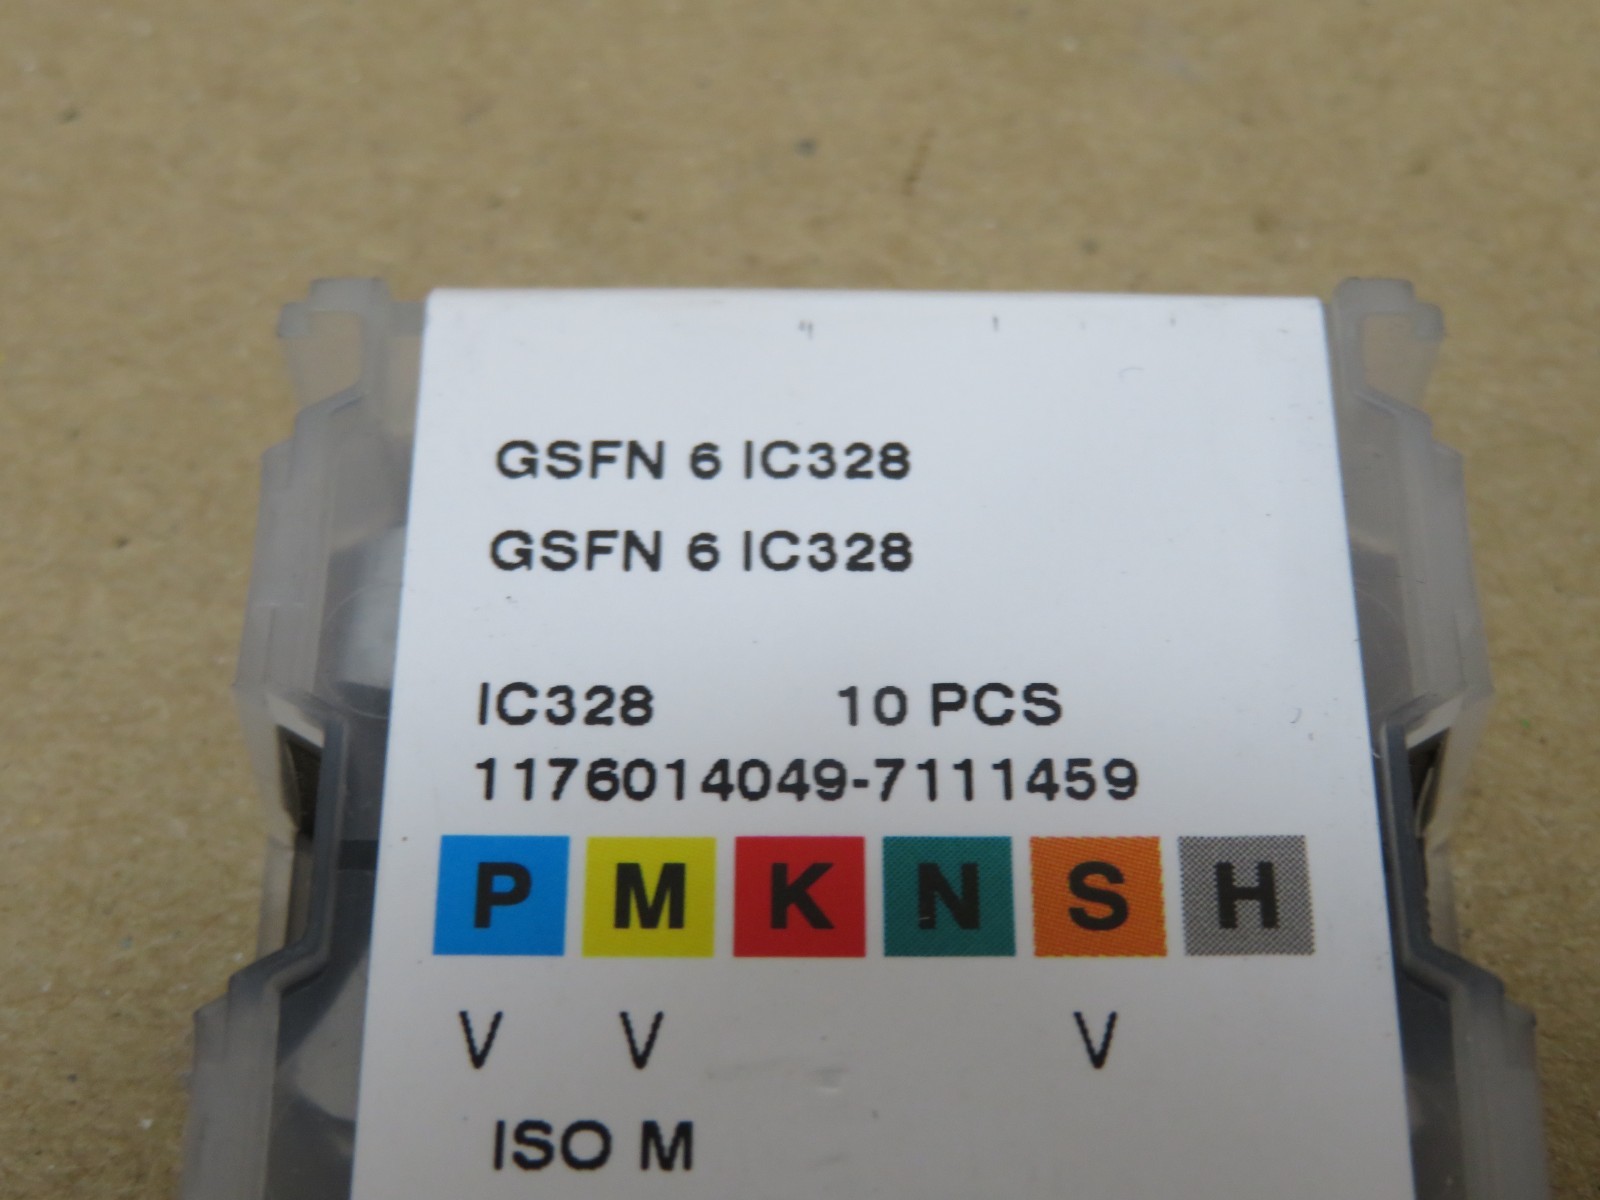 GSFN 6 IC328
GSFN 6 IC328
IC328 10 PCS
1176014049-7111459
P M K N S H
V V V
ISO M